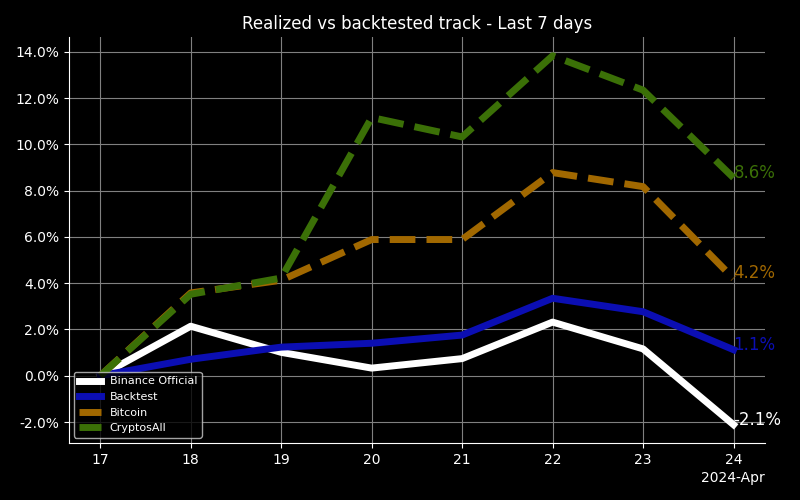 Realized vs backtested track - Last 7 days
14.0%
12.0%
10.0%
8.0%
6.0%
4.0%
2.0%
0.0%
-2.0%
8.6%
4.2%
1.1%
-2.1%
Binance Official
Backtest
Bitcoin
CryptosAll
17 18 19 20 21 22 23 24
2024-Apr